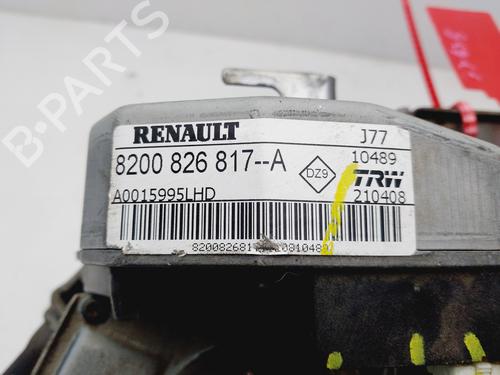 RENAULT
J77
8200 826 817--A
10489
DZ9
TRW
A0015995LHD
210408
B-PARTS